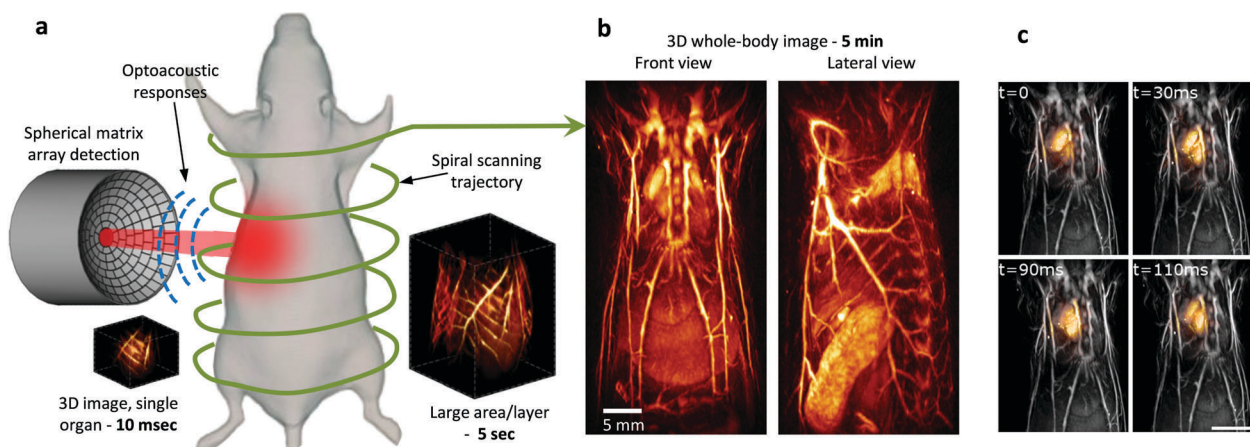 a
Optoacoustic
responses
Spherical matrix
array detection
Spiral scanning
trajectory
3D image, single
organ - 10 msec
Large area/layer
- 5 sec
b
3D whole-body image - 5 min
Front view
Lateral view
5 mm
c
t=0
t=30ms
t=90ms
t=110ms